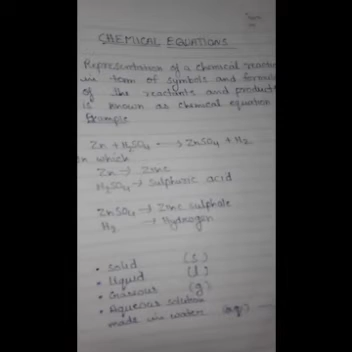 CHEMICAL EQUATIONS
Representation of a chemical reaction
in term of symbols and formula
of the reactants and products
is known as chemical equation
Example
Zn + H₂SO₄ → ZnSO₄ + H₂
in which
Zn → Zinc
H₂SO₄ → Sulphuric acid
ZnSO₄ → Zinc sulphate
H₂ → Hydrogen
• Solid (s)
• Liquid (l)
• Gaseous (g)
• Aqueous solution
made in water (aq)